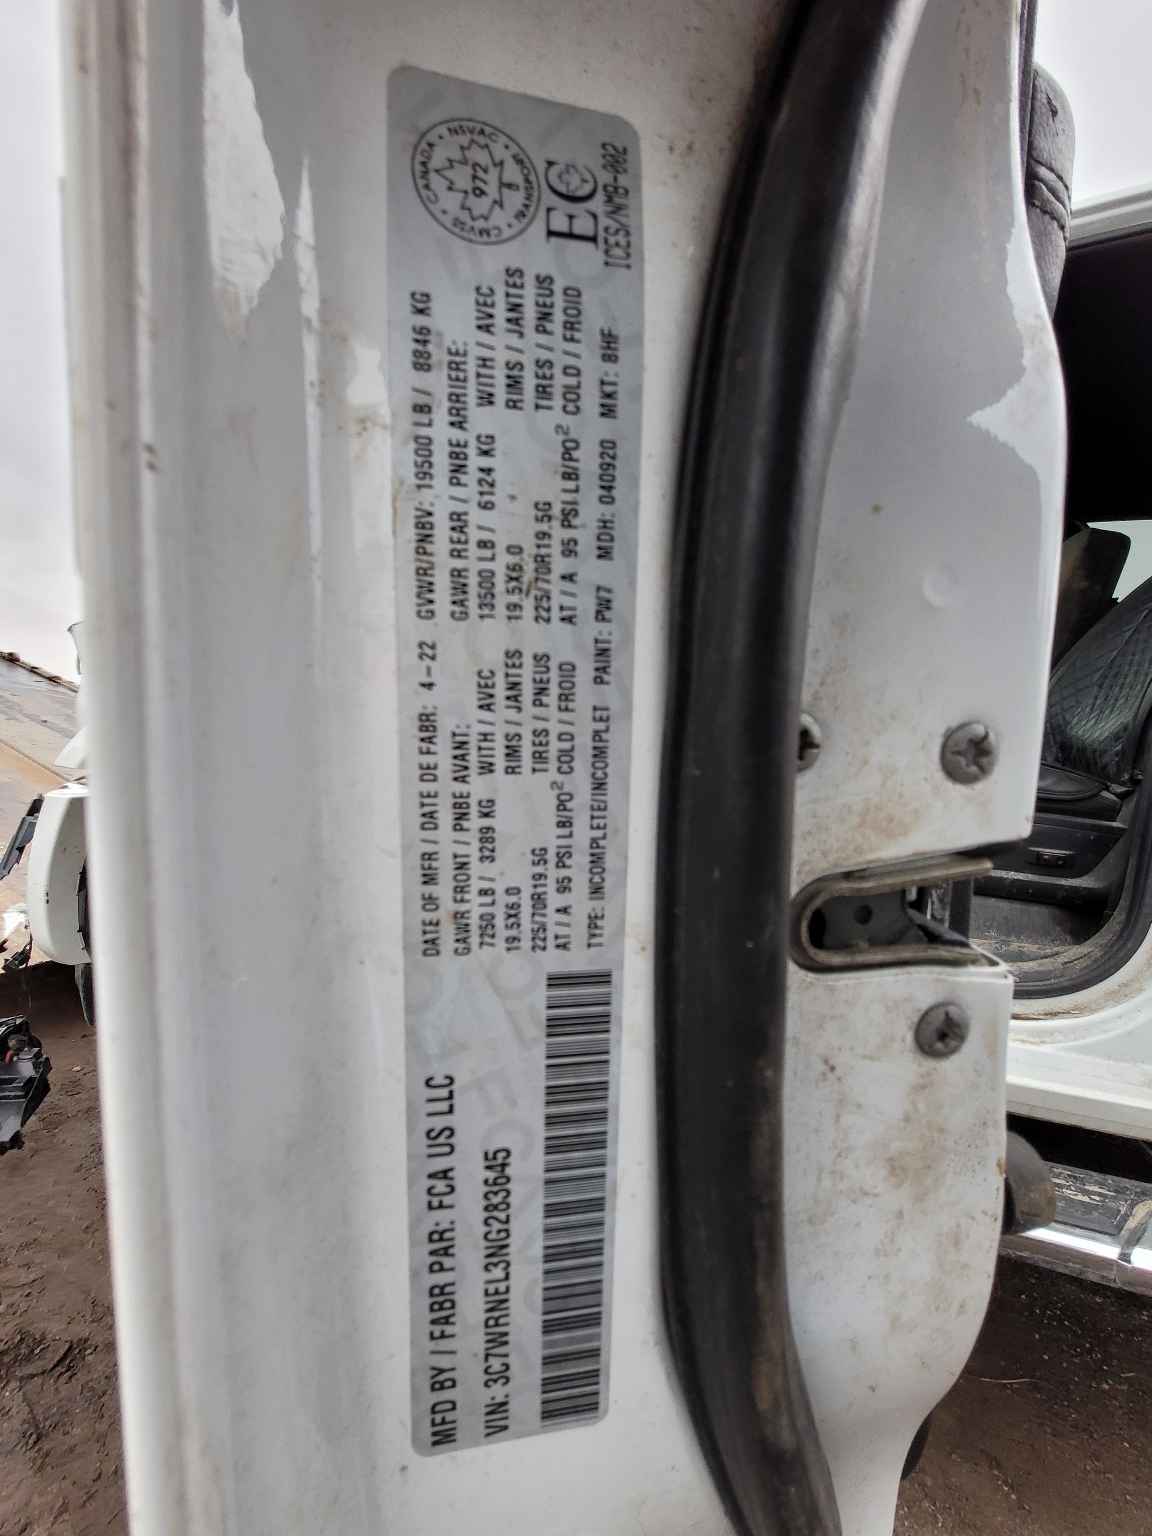 MFD BY / FABR PAR: FCA US LLC
VIN: 3C7WRNEL3NG283645
DATE OF MFR / DATE DE FABR: 4-22 GVWR/PNBV: 19500 LB / 8846 KG
GAWR FRONT / PNBE AVANT: GAWR REAR / PNBE ARRIERE:
7250 LB / 3289 KG WITH / AVEC 13500 LB / 6124 KG WITH / AVEC
19.5X6.0 RIMS / JANTES 19.5X6.0 RIMS / JANTES
225/70R19.5G TIRES / PNEUS 225/70R19.5G TIRES / PNEUS
AT / A 95 PSI LB/PO² COLD / FROID AT / A 95 PSI LB/PO² COLD / FROID
TYPE: INCOMPLETE/INCOMPLET PAINT: PW7 MDH: 040920 MKT: 8HF
CMVSS · CANADA · NSVAC · TRANSPORT
972
EC
ICES/NMB-002